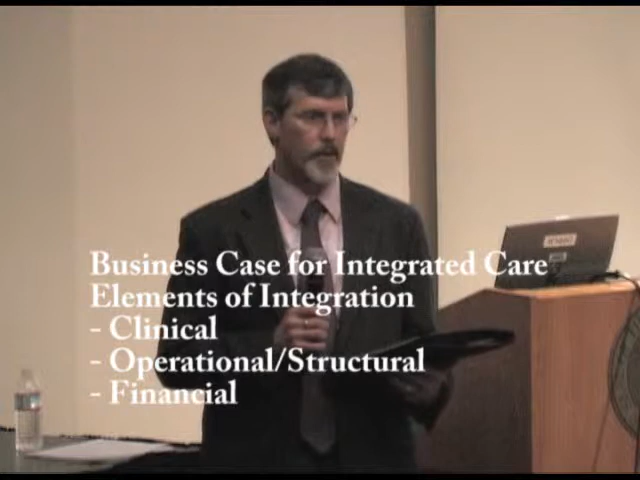 Business Case for Integrated Care
Elements of Integration
- Clinical
- Operational/Structural
- Financial